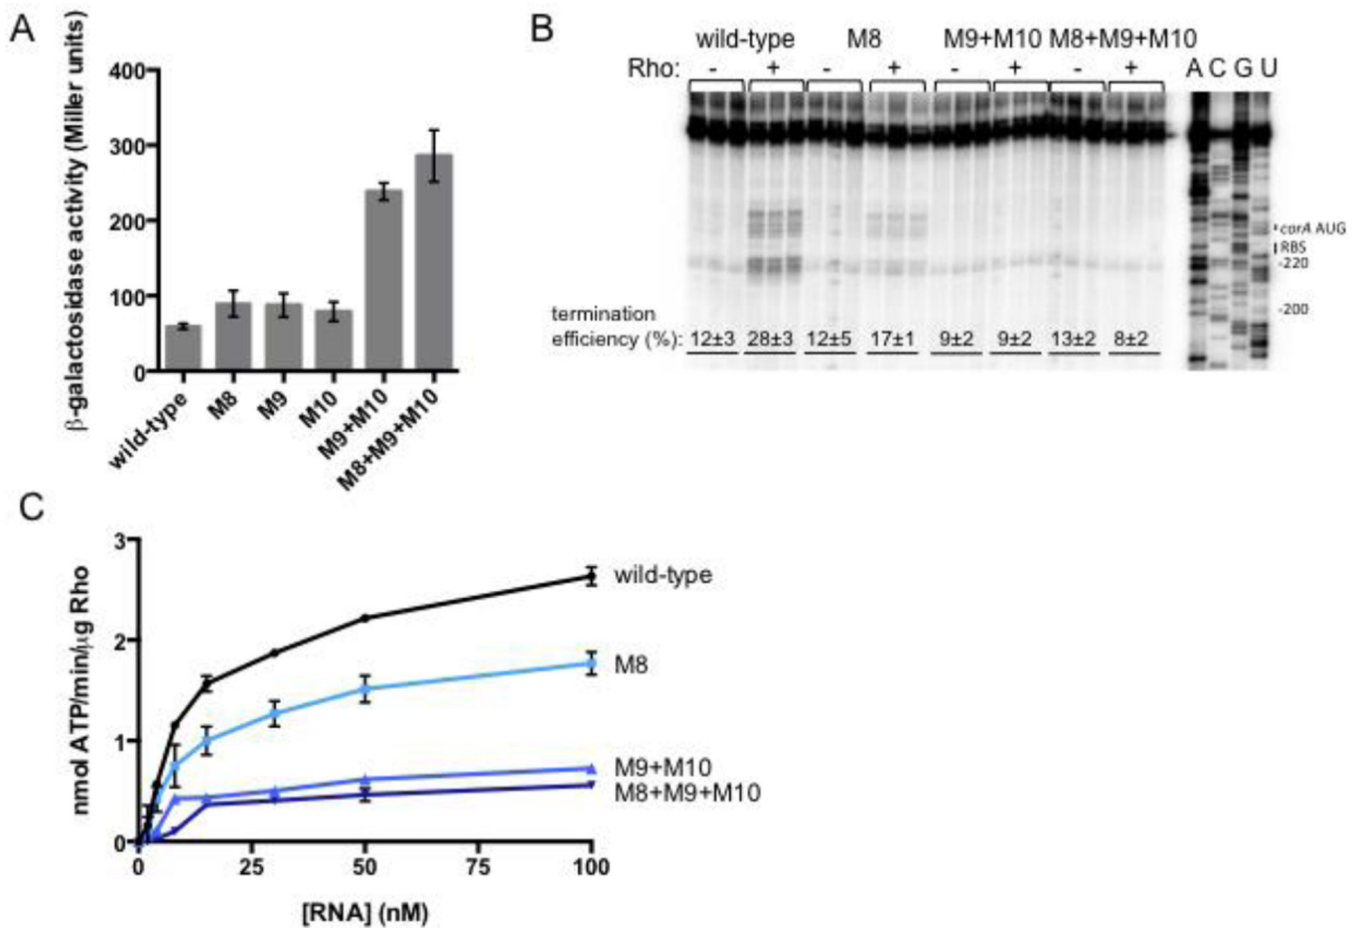 A
β-galactosidase activity (Miller units)
400
300
200
100
0
wild-type
M8
M9
M10
M9+M10
M8+M9+M10
B
wild-type M8 M9+M10 M8+M9+M10
Rho: - + - + - + - + A C G U
corA AUG
RBS
-220
-200
termination
efficiency (%): 12±3 28±3 12±5 17±1 9±2 9±2 13±2 8±2
C
nmol ATP/min/µg Rho
3
2
1
0
wild-type
M8
M9+M10
M8+M9+M10
0 25 50 75 100
[RNA] (nM)